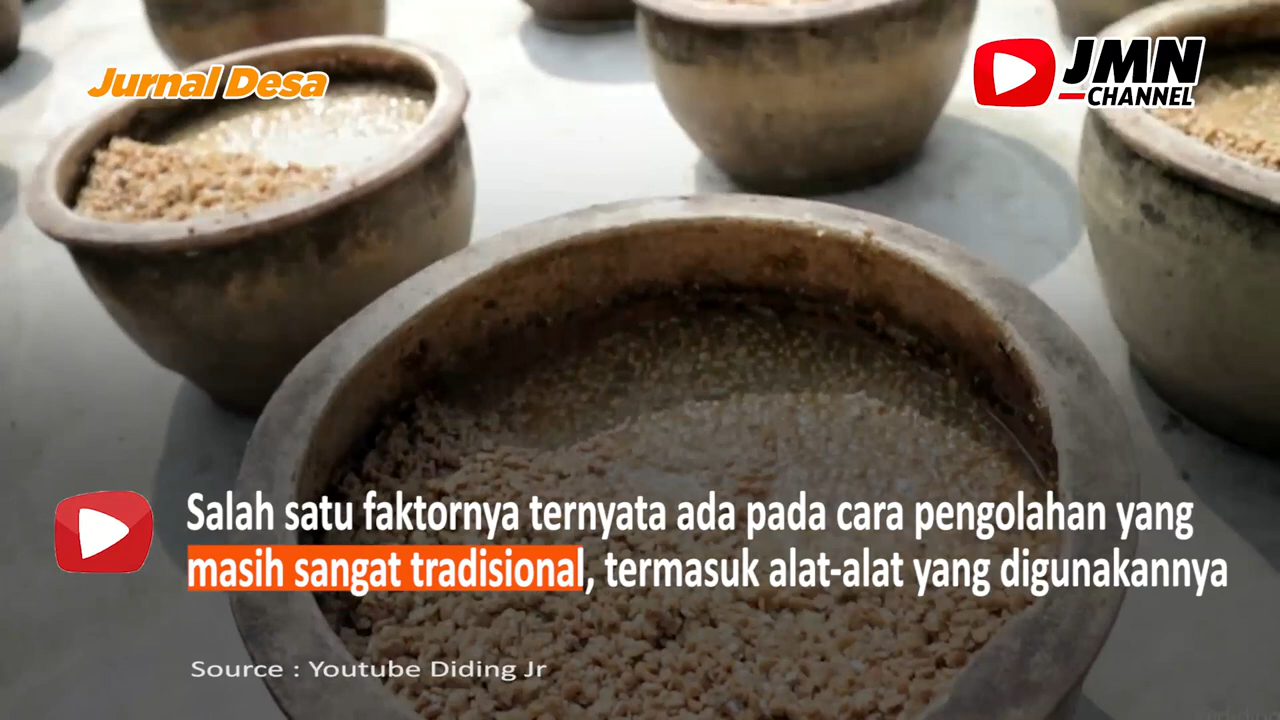 Jurnal Desa
JMN
CHANNEL
Salah satu faktornya ternyata ada pada cara pengolahan yang
masih sangat tradisional, termasuk alat-alat yang digunakannya
Source : Youtube Diding Jr